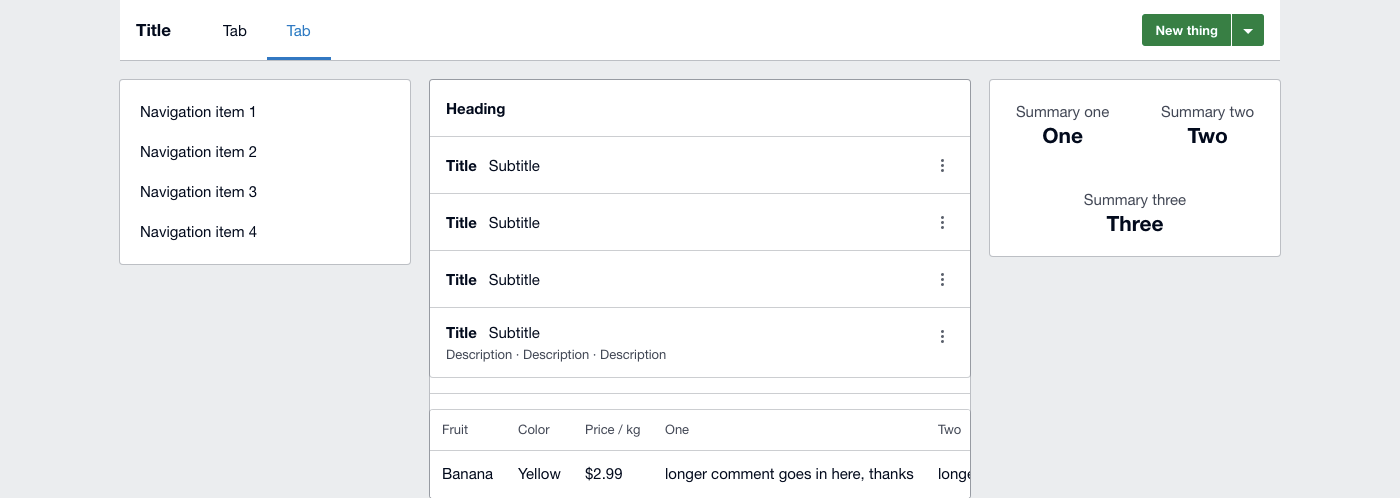 Title Tab Tab New thing
Navigation item 1
Navigation item 2
Navigation item 3
Navigation item 4
Heading
Title Subtitle
Title Subtitle
Title Subtitle
Title Subtitle
Description · Description · Description
Fruit Color Price / kg One Two
Banana Yellow $2.99 longer comment goes in here, thanks
Summary one Summary two
One Two
Summary three
Three